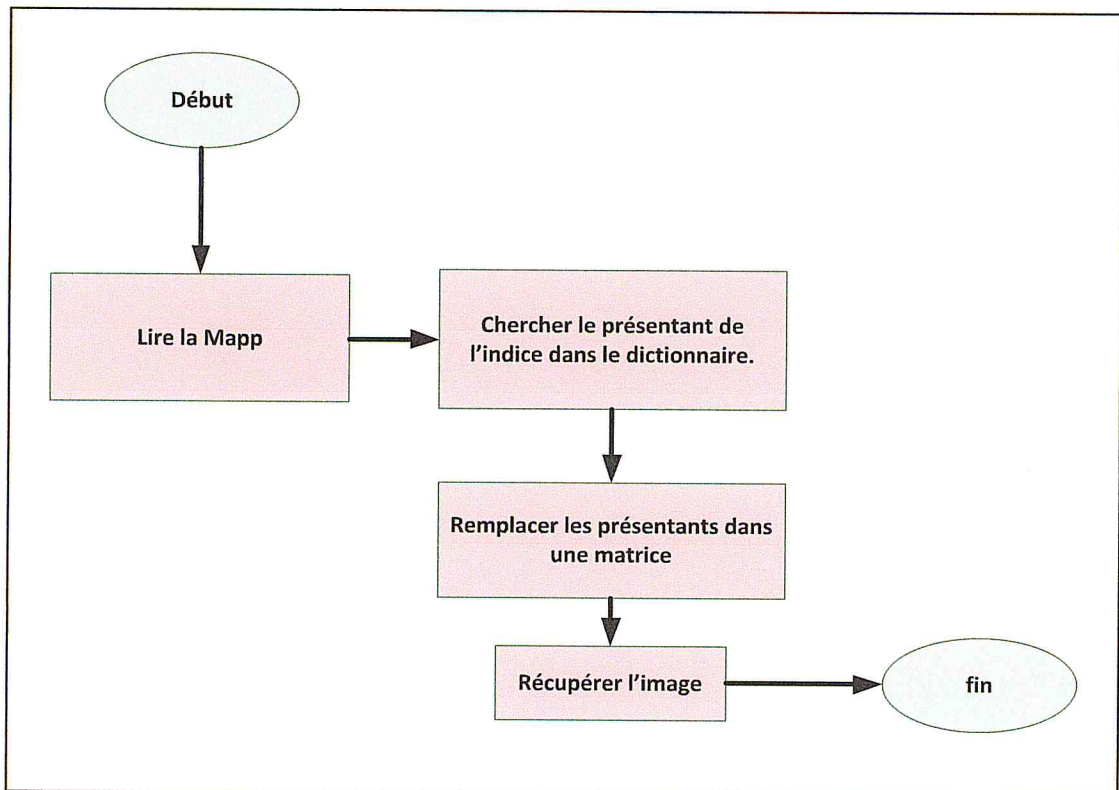 Début
Lire la Mapp
Chercher le présentant de
l'indice dans le dictionnaire.
Remplacer les présentants dans
une matrice
Récupérer l'image
fin